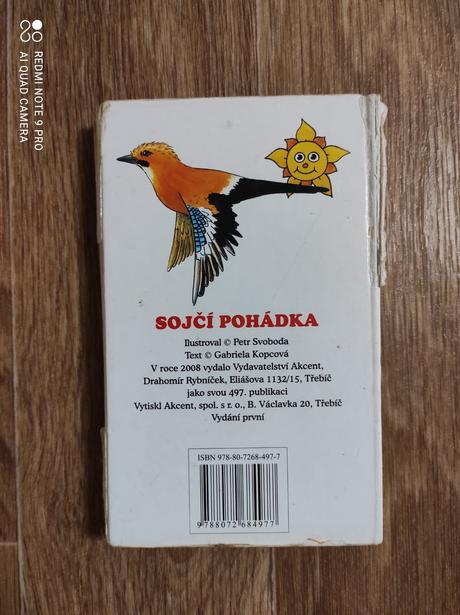 REDMI NOTE 9 PRO
AI QUAD CAMERA
SOJČÍ POHÁDKA
Ilustroval © Petr Svoboda
Text © Gabriela Kopcová
V roce 2008 vydalo Vydavatelství Akcent,
Drahomír Rybníček, Eliášova 1132/15, Třebíč
jako svou 497. publikaci
Vytiskl Akcent, spol. s r. o., B. Václavka 20, Třebíč
Vydání první
ISBN 978-80-7268-497-7
9788072684977